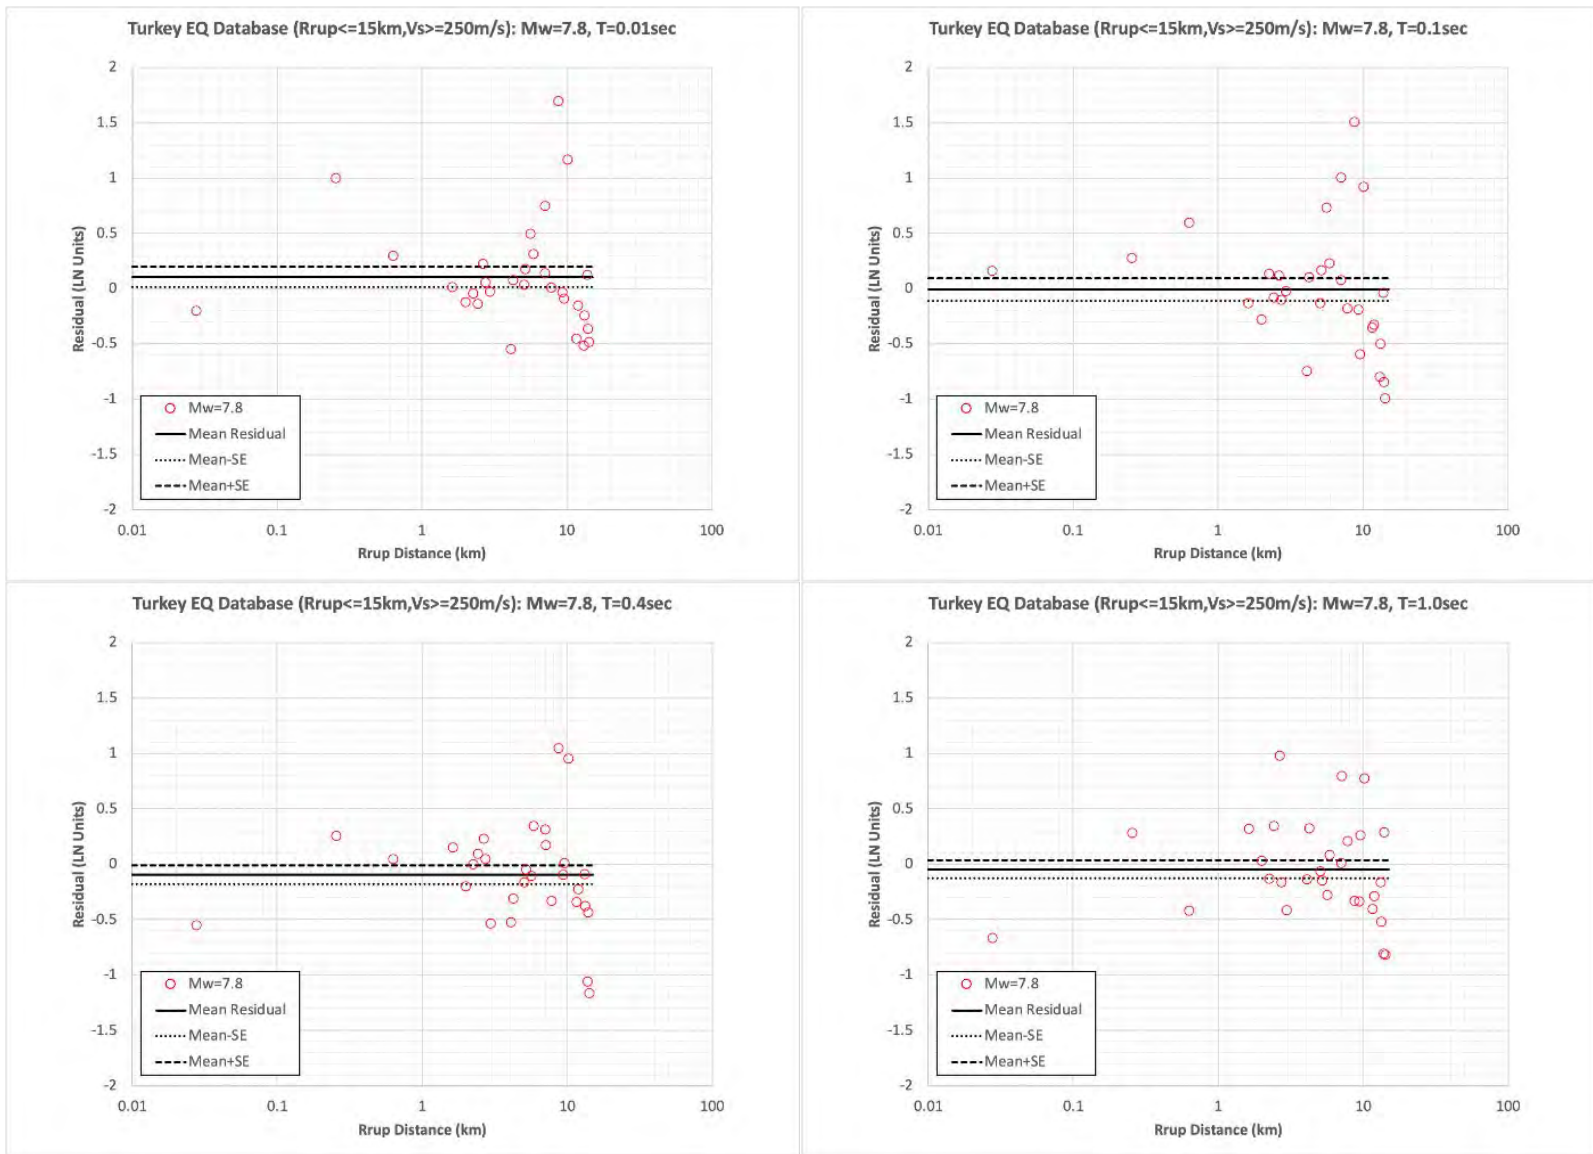 Turkey EQ Database (Rrup<=15km,Vs>=250m/s): Mw=7.8, T=0.01sec
2
1.5
1
0.5
0
-0.5
-1
-1.5
-2
Residual (LN Units)
Mw=7.8
Mean Residual
Mean-SE
Mean+SE
0.01 0.1 1 10 100
Rrup Distance (km)
Turkey EQ Database (Rrup<=15km,Vs>=250m/s): Mw=7.8, T=0.1sec
2
1.5
1
0.5
0
-0.5
-1
-1.5
-2
Residual (LN Units)
Mw=7.8
Mean Residual
Mean-SE
Mean+SE
0.01 0.1 1 10 100
Rrup Distance (km)
Turkey EQ Database (Rrup<=15km,Vs>=250m/s): Mw=7.8, T=0.4sec
2
1.5
1
0.5
0
-0.5
-1
-1.5
-2
Residual (LN Units)
Mw=7.8
Mean Residual
Mean-SE
Mean+SE
0.01 0.1 1 10 100
Rrup Distance (km)
Turkey EQ Database (Rrup<=15km,Vs>=250m/s): Mw=7.8, T=1.0sec
2
1.5
1
0.5
0
-0.5
-1
-1.5
-2
Residual (LN Units)
Mw=7.8
Mean Residual
Mean-SE
Mean+SE
0.01 0.1 1 10 100
Rrup Distance (km)